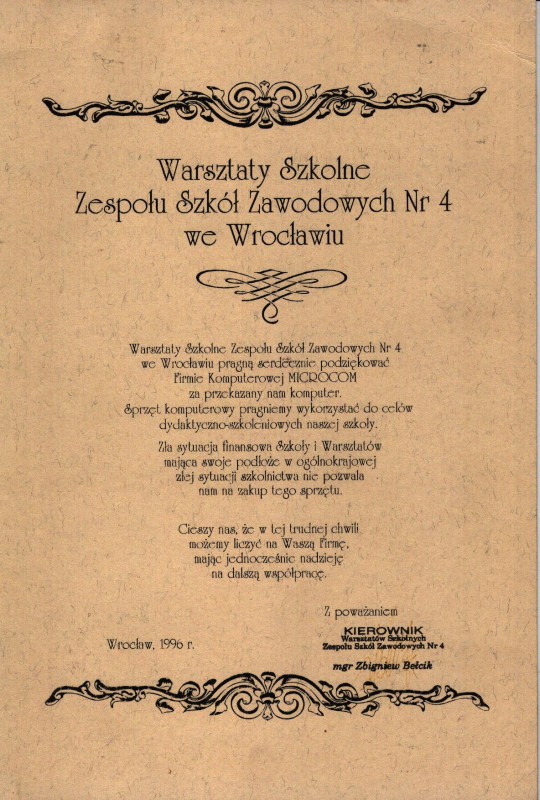 Warsztaty Szkolne
Zespołu Szkół Zawodowych Nr 4
we Wrocławiu
Warsztaty Szkolne Zespołu Szkół Zawodowych Nr 4
we Wrocławiu pragną serdecznie podziękować
Firmie Komputerowej MICROCOM
za przekazany nam komputer.
Sprzęt komputerowy pragniemy wykorzystać do celów
dydaktyczno-szkoleniowych naszej szkoły.
Zła sytuacja finansowa Szkoły i Warsztatów
mająca swoje podłoże w ogólnokrajowej
złej sytuacji szkolnictwa nie pozwala
nam na zakup tego sprzętu.
Cieszy nas, że w tej trudnej chwili
możemy liczyć na Waszą Firmę,
mając jednocześnie nadzieję
na dalszą współpracę.
Z poważaniem
KIEROWNIK
Warsztatów Szkolnych
Zespołu Szkół Zawodowych Nr 4
mgr Zbigniew Bełcik
Wrocław, 1996 r.